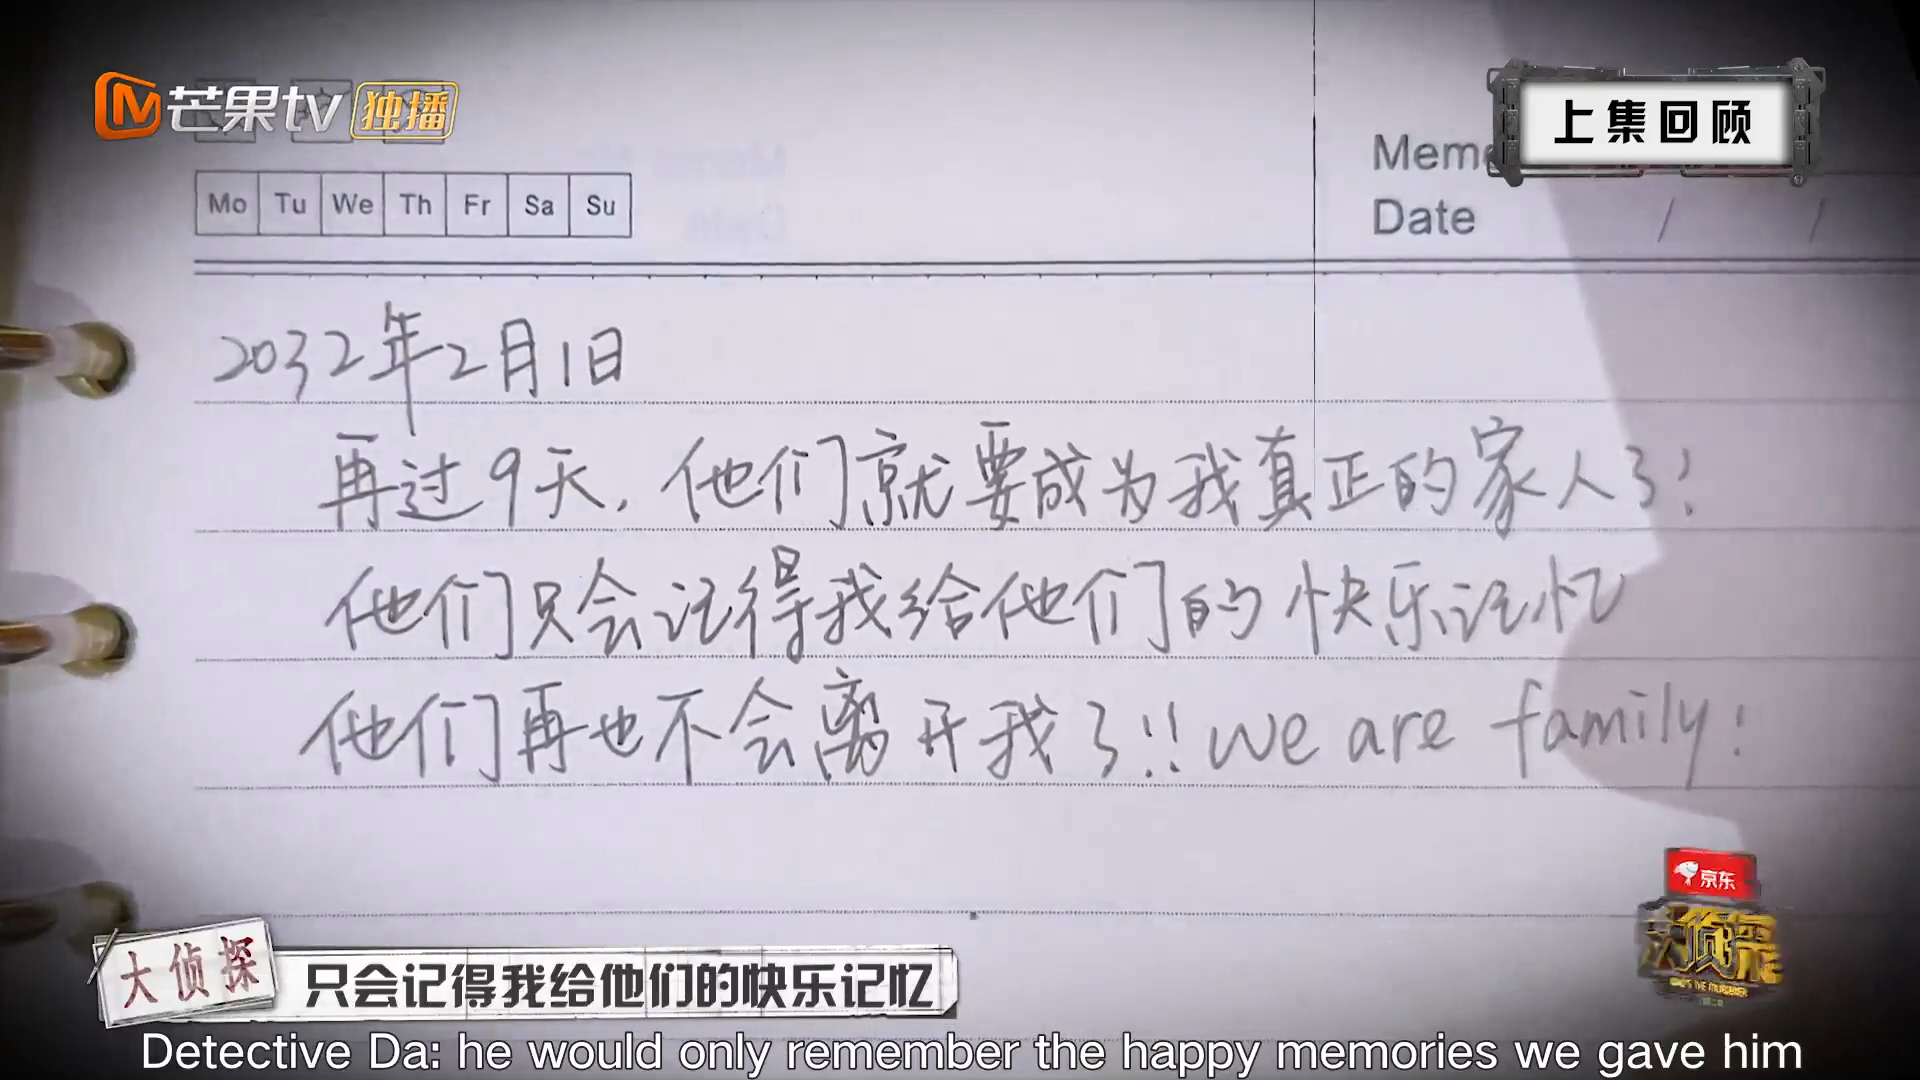 芒果tv 独播
上集回顾
Mo Tu We Th Fr Sa Su
Date / /
2032年2月1日
再过9天，他们就要成为我真正的家人了！
他们只会记得我给他们的快乐记忆
他们再也不会离开我了!! we are family!
京东
大侦探
大侦探
只会记得我给他们的快乐记忆
Detective Da: he would only remember the happy memories we gave him